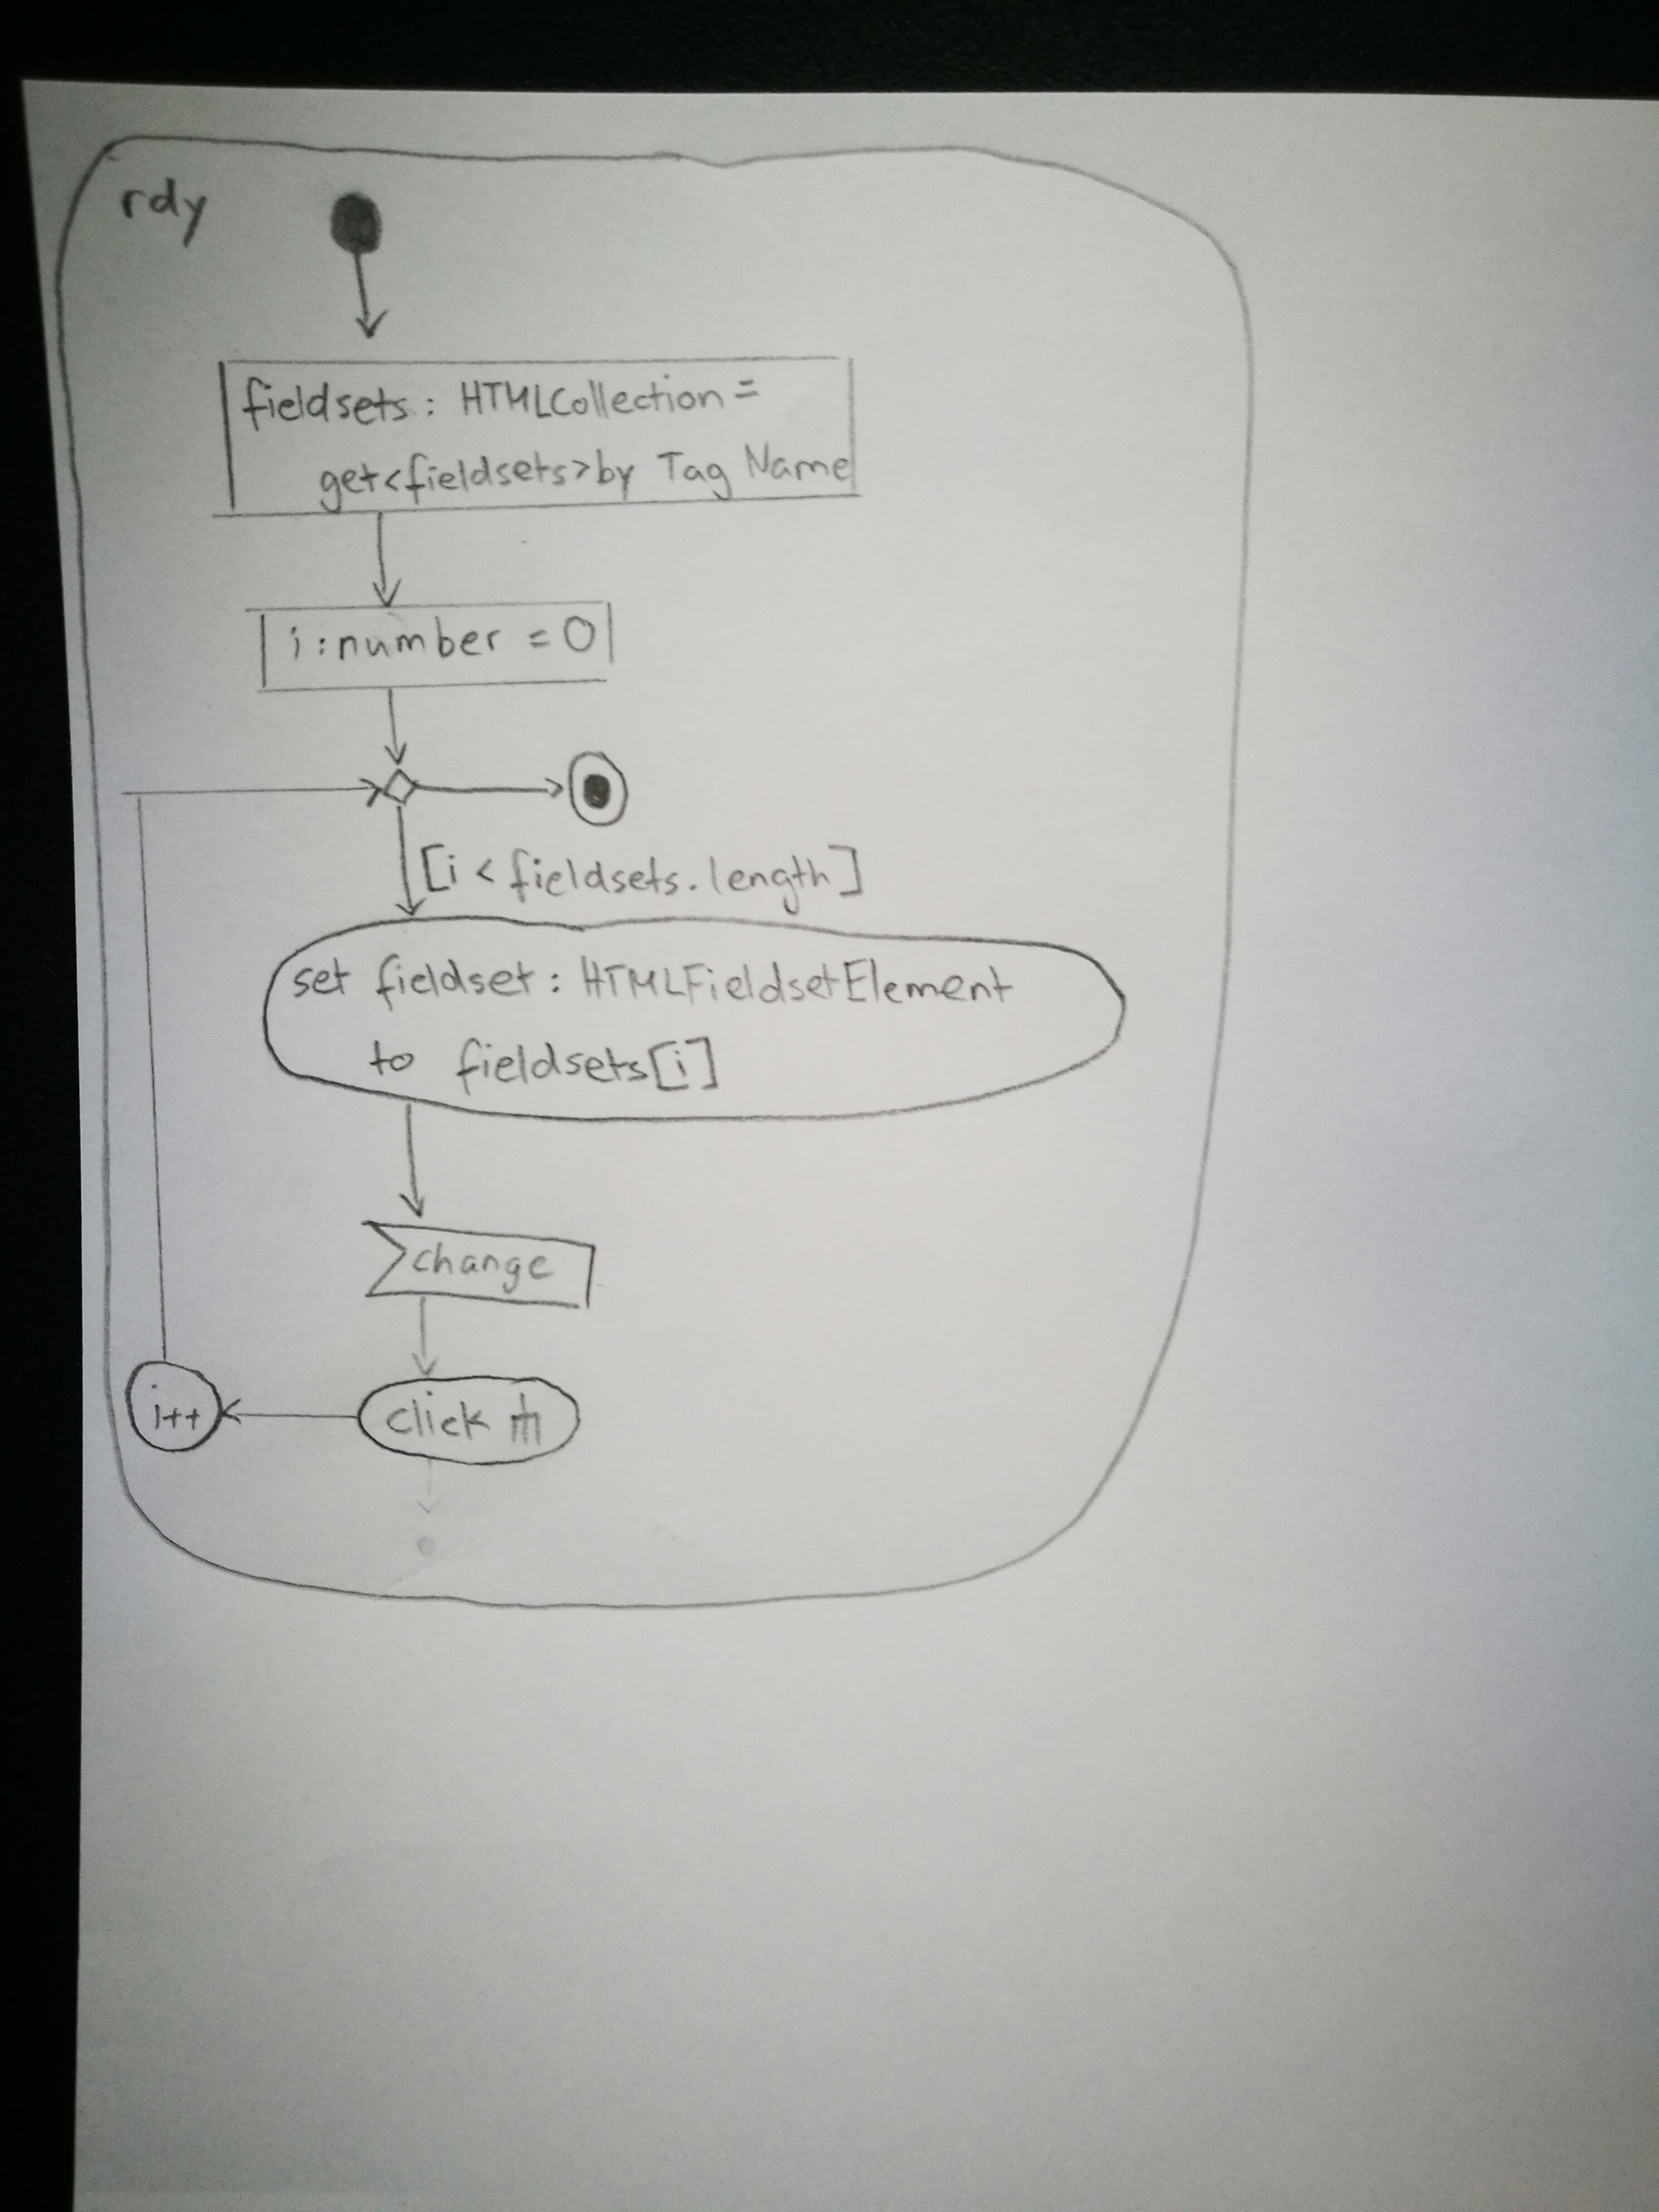 rdy
fieldsets: HTMLCollection =
get<fieldsets>by Tag Name
i:number = 0
[i < fieldsets.length]
set fieldset: HTMLFieldsetElement
to fieldsets[i]
change
i++
click